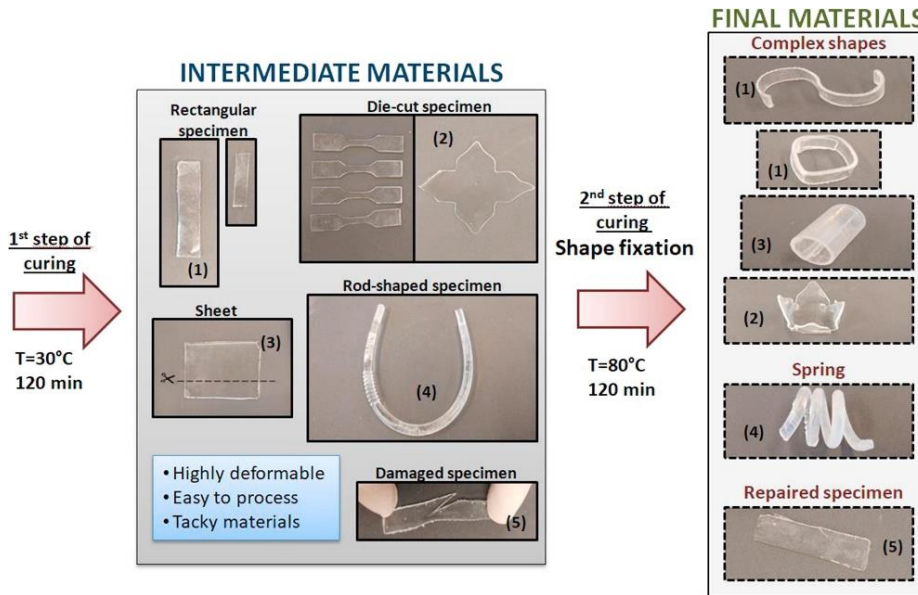 FINAL MATERIALS
Complex shapes
(1)
(1)
(3)
(2)
Spring
(4)
Repaired specimen
(5)
INTERMEDIATE MATERIALS
Rectangular
specimen
(1)
Die-cut specimen
(2)
Sheet
(3)
Rod-shaped specimen
(4)
• Highly deformable
• Easy to process
• Tacky materials
Damaged specimen
(5)
1st step of
curing
T=30°C
120 min
2nd step of
curing
Shape fixation
T=80°C
120 min